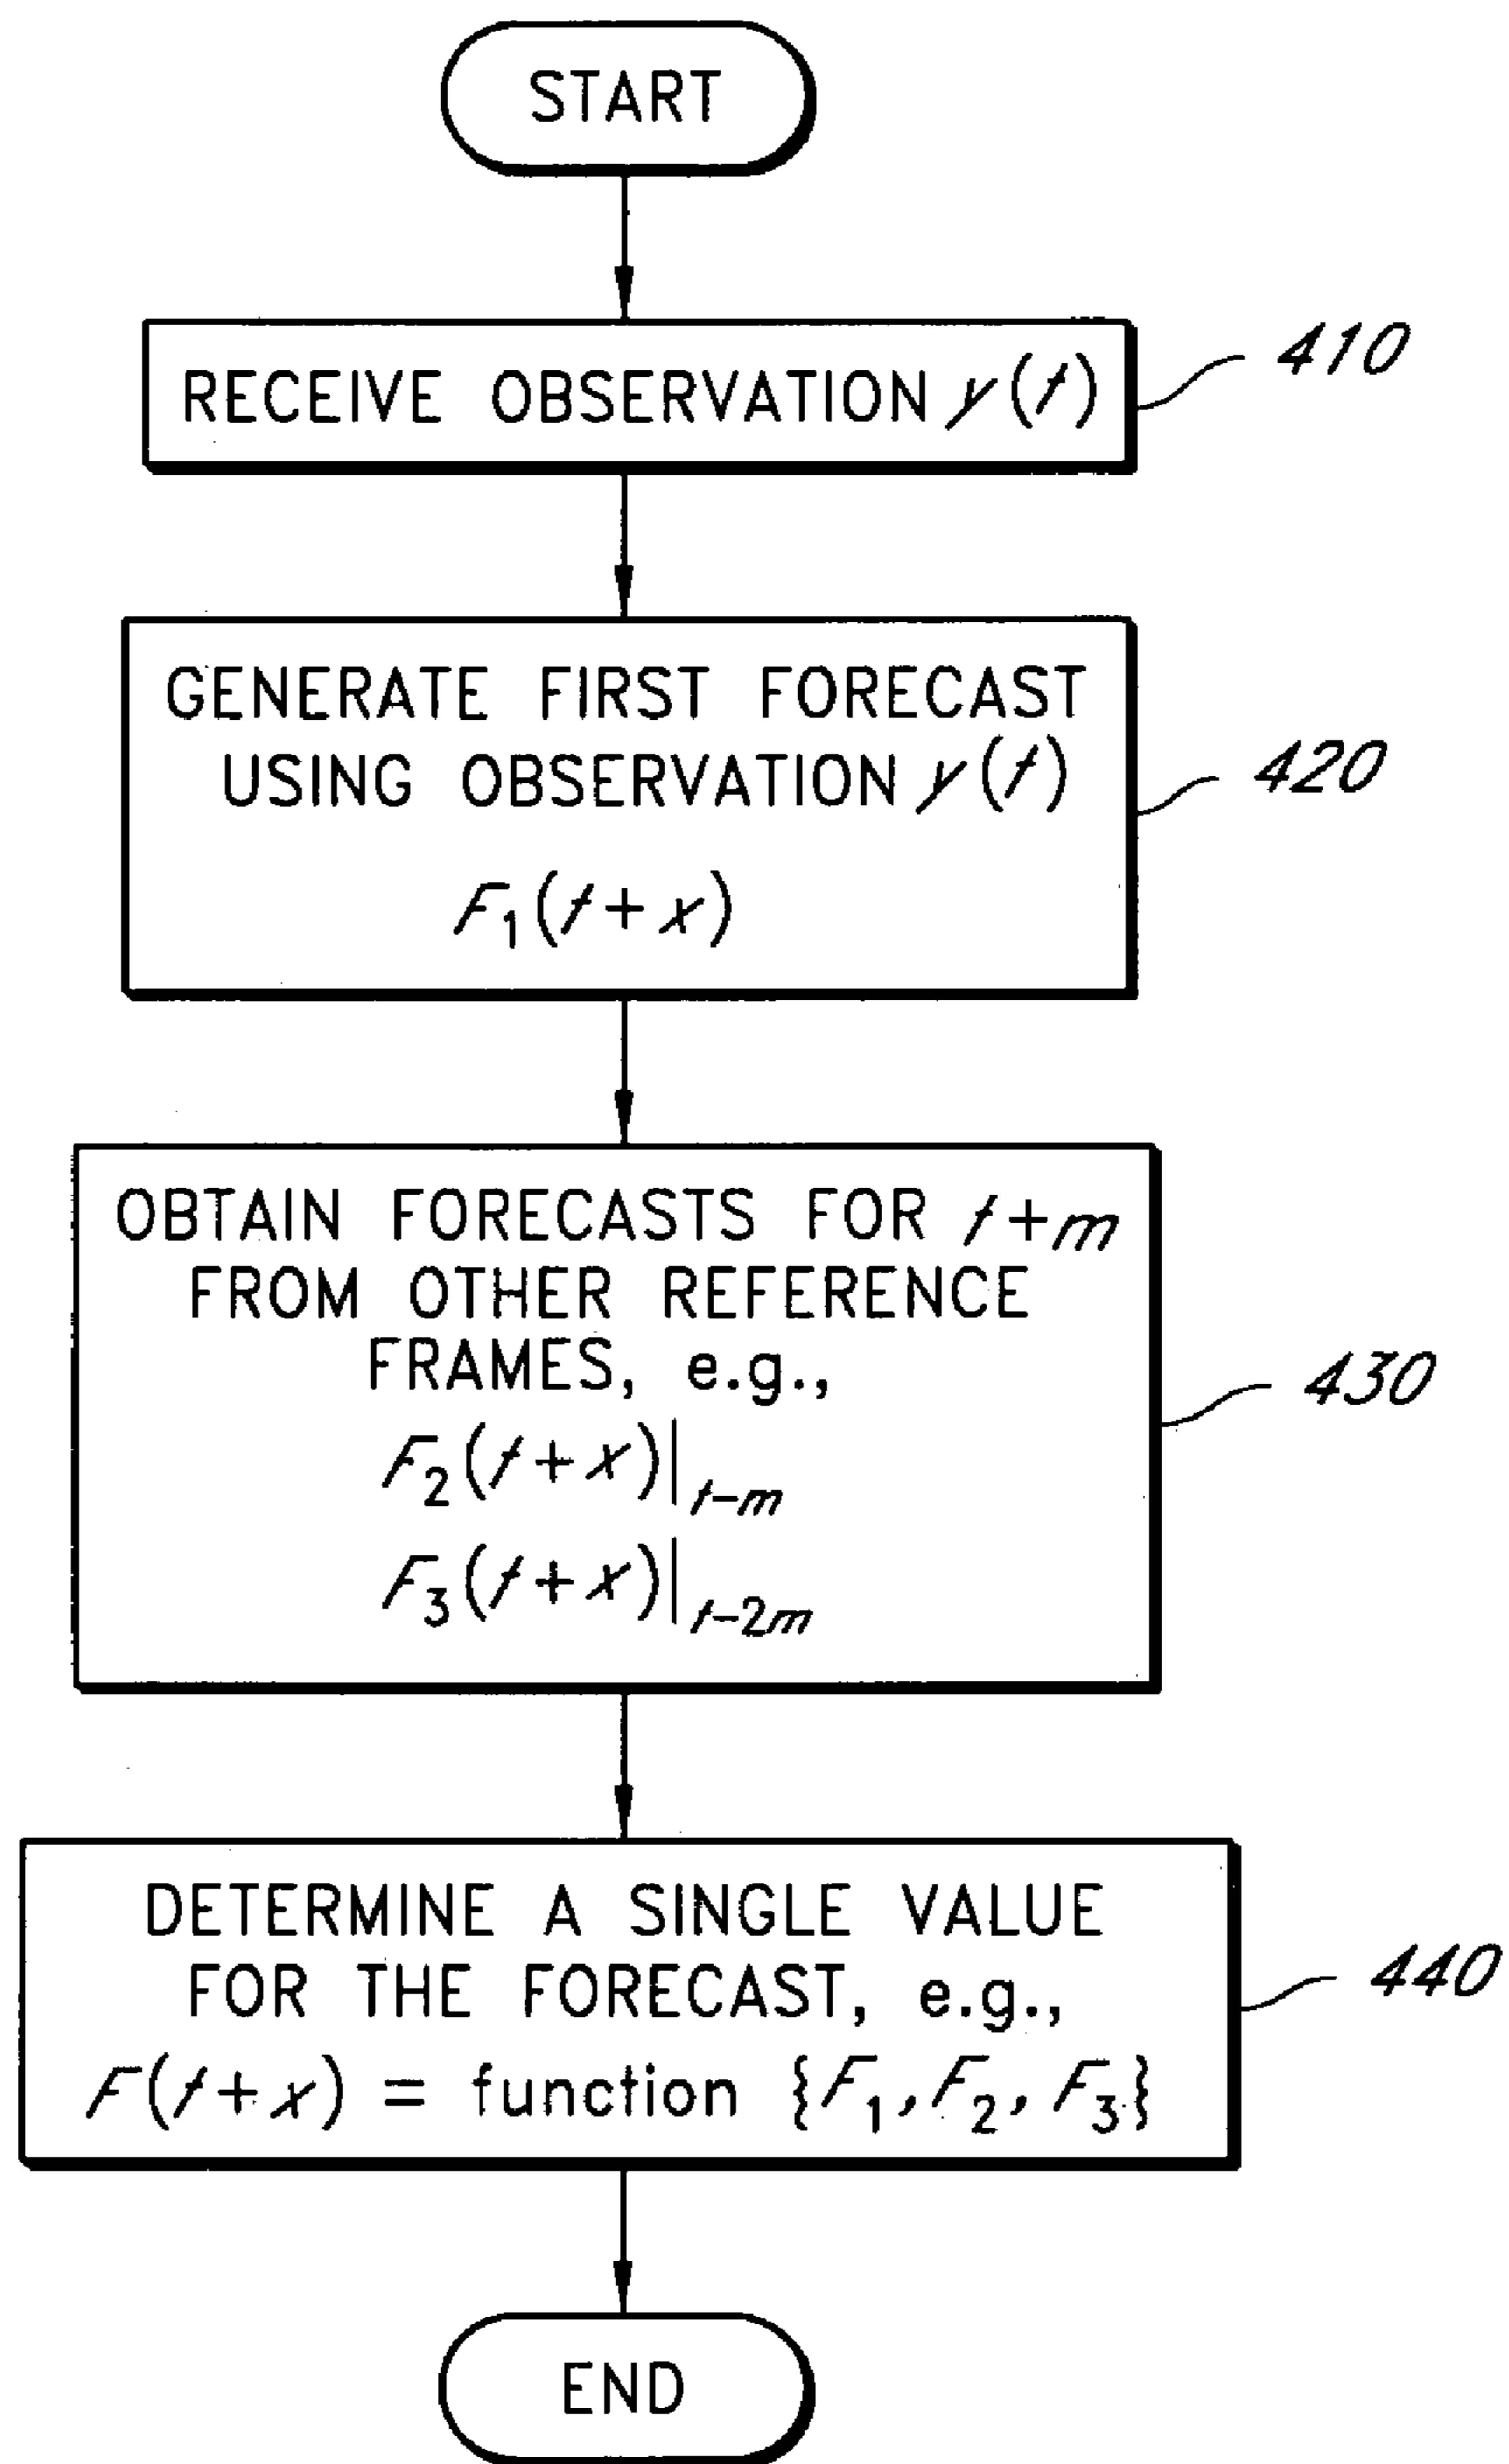 START
RECEIVE OBSERVATION y(t)
410
GENERATE FIRST FORECAST
USING OBSERVATION y(t)
F₁(t+x)
420
OBTAIN FORECASTS FOR t+m
FROM OTHER REFERENCE
FRAMES, e.g.,
F₂(t+x)|t-m
F₃(t+x)|t-2m
430
DETERMINE A SINGLE VALUE
FOR THE FORECAST, e.g.,
F(t+x) = function {F₁,F₂,F₃}
440
END